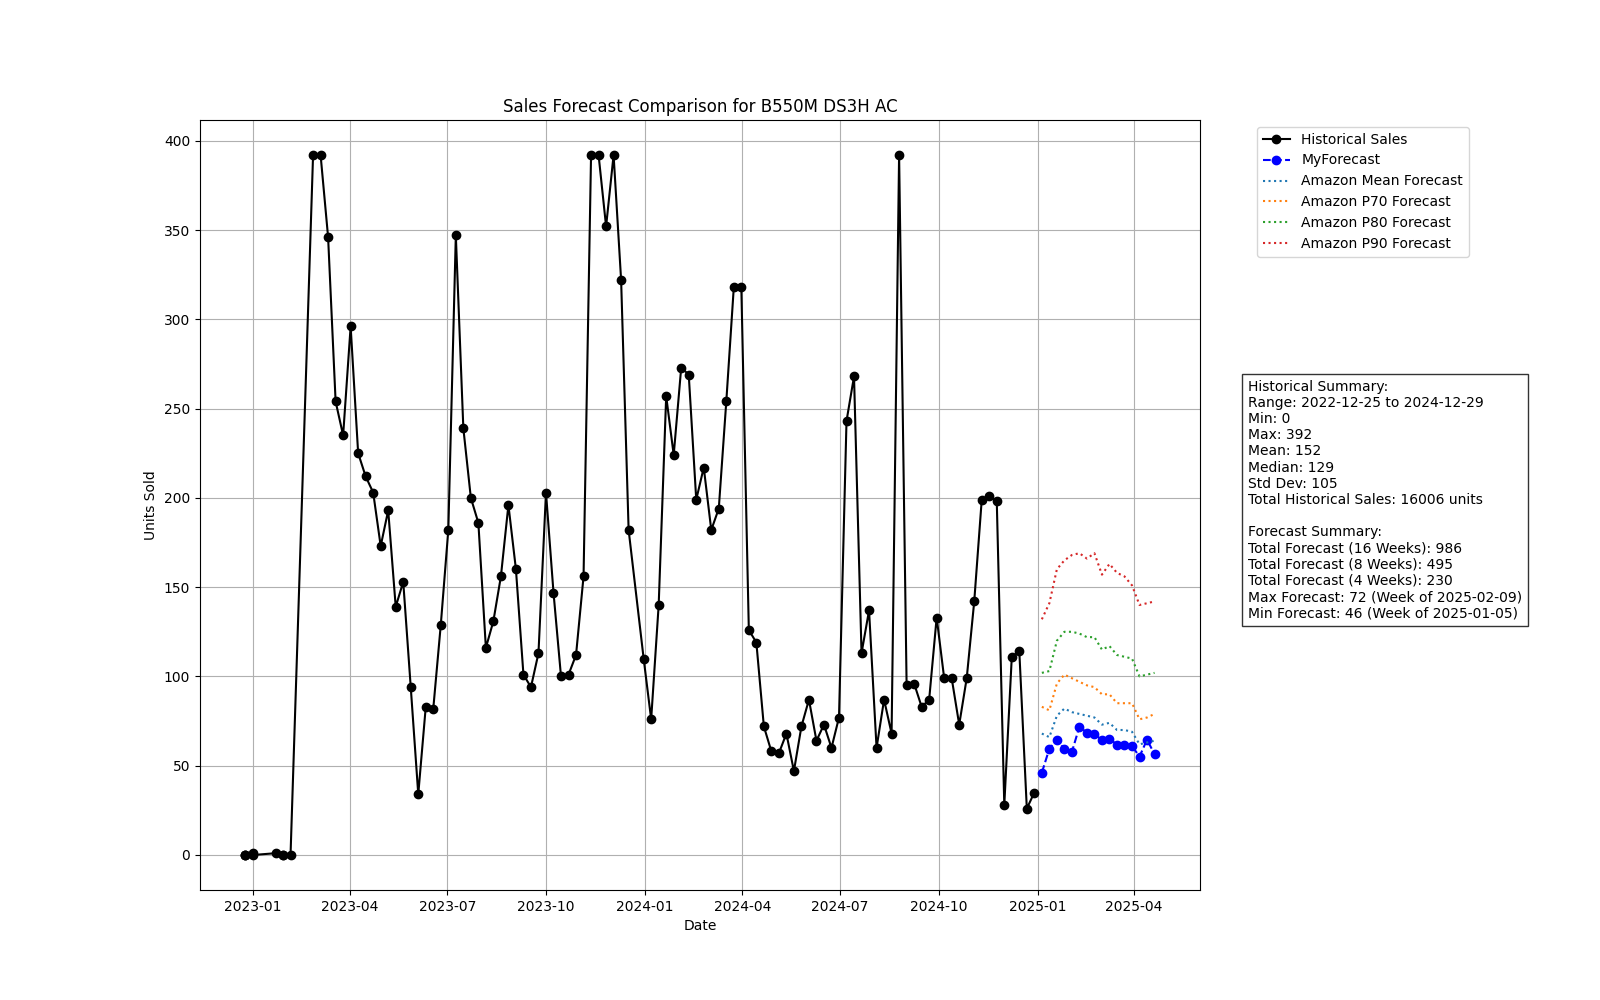 Sales Forecast Comparison for B550M DS3H AC
Units Sold
400
350
300
250
200
150
100
50
0
2023-01 2023-04 2023-07 2023-10 2024-01 2024-04 2024-07 2024-10 2025-01 2025-04
Date
Historical Sales
MyForecast
Amazon Mean Forecast
Amazon P70 Forecast
Amazon P80 Forecast
Amazon P90 Forecast
Historical Summary:
Range: 2022-12-25 to 2024-12-29
Min: 0
Max: 392
Mean: 152
Median: 129
Std Dev: 105
Total Historical Sales: 16006 units
Forecast Summary:
Total Forecast (16 Weeks): 986
Total Forecast (8 Weeks): 495
Total Forecast (4 Weeks): 230
Max Forecast: 72 (Week of 2025-02-09)
Min Forecast: 46 (Week of 2025-01-05)